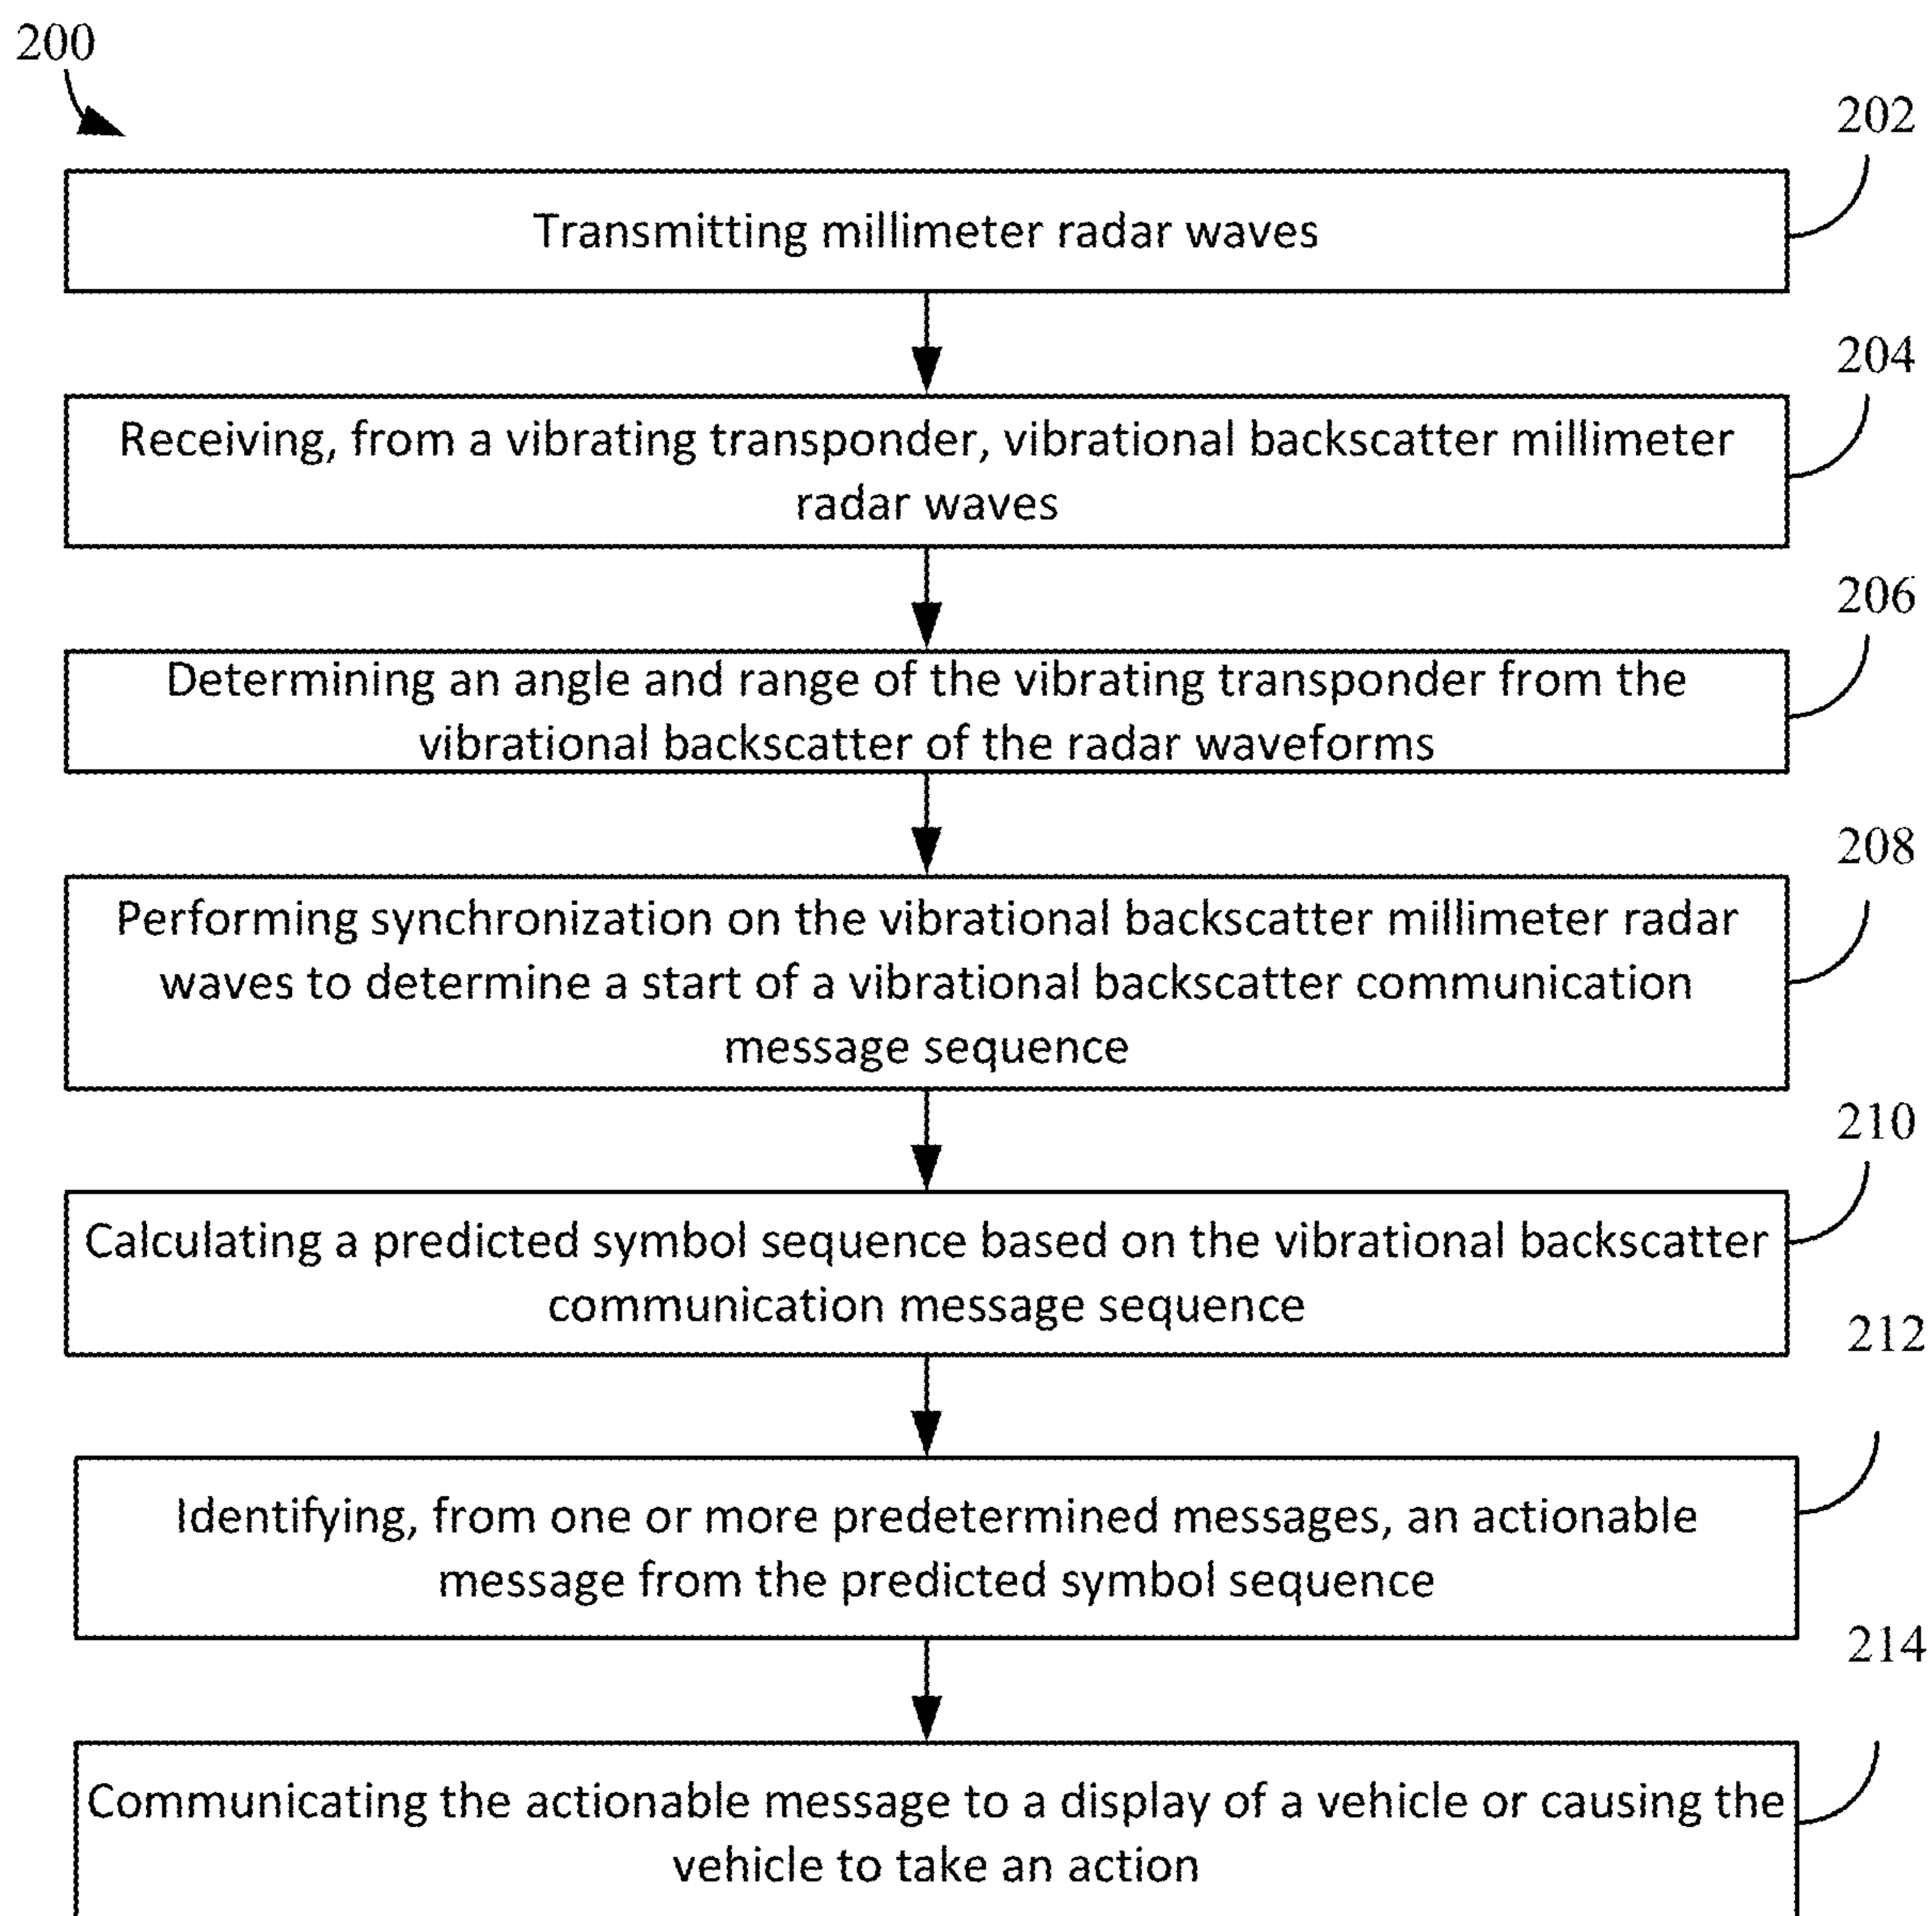 200
202
Transmitting millimeter radar waves
204
Receiving, from a vibrating transponder, vibrational backscatter millimeter
radar waves
206
Determining an angle and range of the vibrating transponder from the
vibrational backscatter of the radar waveforms
208
Performing synchronization on the vibrational backscatter millimeter radar
waves to determine a start of a vibrational backscatter communication
message sequence
210
Calculating a predicted symbol sequence based on the vibrational backscatter
communication message sequence
212
Identifying, from one or more predetermined messages, an actionable
message from the predicted symbol sequence
214
Communicating the actionable message to a display of a vehicle or causing the
vehicle to take an action